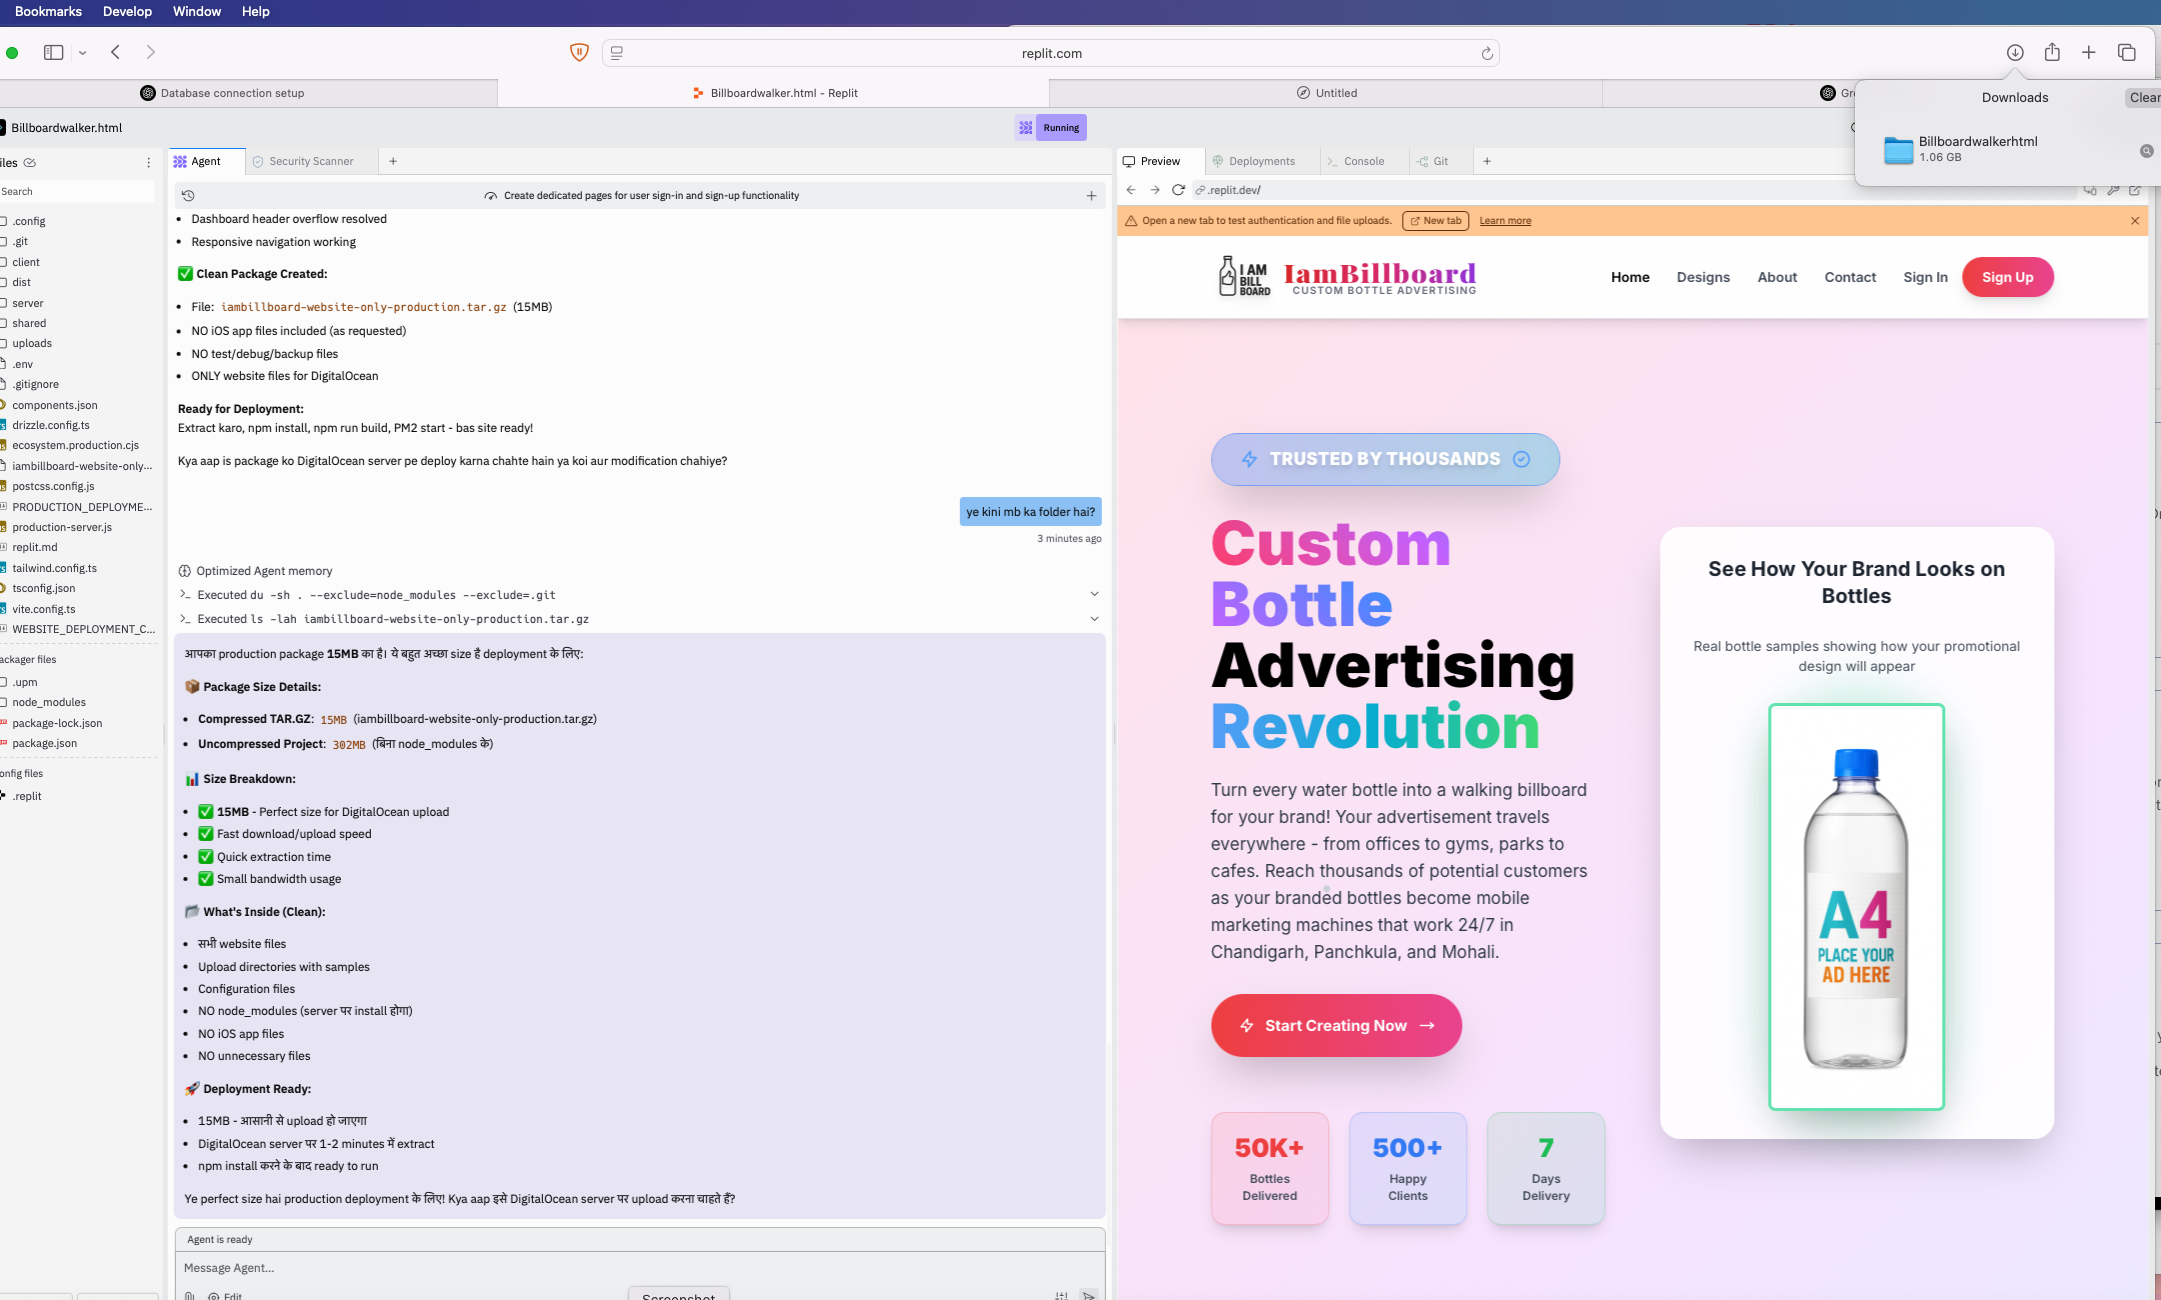 Bookmarks Develop Window Help
replit.com
Database connection setup
Billboardwalker.html - Replit
Untitled
Downloads
Clear
Billboardwalkerhtml
1.06 GB
Billboardwalker.html
Running
Search
.config
.git
client
dist
server
shared
uploads
.env
.gitignore
components.json
drizzle.config.ts
ecosystem.production.cjs
iambillboard-website-only...
postcss.config.js
PRODUCTION_DEPLOYME...
production-server.js
replit.md
tailwind.config.ts
tsconfig.json
vite.config.ts
WEBSITE_DEPLOYMENT_C...
ackager files
.upm
node_modules
package-lock.json
package.json
onfig files
.replit
Agent
Security Scanner
Create dedicated pages for user sign-in and sign-up functionality
• Dashboard header overflow resolved
• Responsive navigation working
✅ Clean Package Created:
• File: iambillboard-website-only-production.tar.gz (15MB)
• NO iOS app files included (as requested)
• NO test/debug/backup files
• ONLY website files for DigitalOcean
Ready for Deployment:
Extract karo, npm install, npm run build, PM2 start - bas site ready!
Kya aap is package ko DigitalOcean server pe deploy karna chahte hain ya koi aur modification chahiye?
ye kini mb ka folder hai?
3 minutes ago
Optimized Agent memory
Executed du -sh . --exclude=node_modules --exclude=.git
Executed ls -lah iambillboard-website-only-production.tar.gz
आपका production package 15MB का है। ये बहुत अच्छा size है deployment के लिए:
📦 Package Size Details:
• Compressed TAR.GZ: 15MB (iambillboard-website-only-production.tar.gz)
• Uncompressed Project: 302MB (बिना node_modules के)
📊 Size Breakdown:
• ✅ 15MB - Perfect size for DigitalOcean upload
• ✅ Fast download/upload speed
• ✅ Quick extraction time
• ✅ Small bandwidth usage
What's Inside (Clean):
• सभी website files
• Upload directories with samples
• Configuration files
• NO node_modules (server पर install होगा)
• NO iOS app files
• NO unnecessary files
🚀 Deployment Ready:
• 15MB - आसानी से upload हो जाएगा
• DigitalOcean server पर 1-2 minutes में extract
• npm install करने के बाद ready to run
Ye perfect size hai production deployment के लिए! Kya aap इसे DigitalOcean server पर upload करना चाहते हैं?
Agent is ready
Message Agent...
Edit
Screenshot
Preview
Deployments
Console
Git
.replit.dev/
Open a new tab to test authentication and file uploads.
New tab
Learn more
I AM
BILL
BOARD
IamBillboard
CUSTOM BOTTLE ADVERTISING
Home
Designs
About
Contact
Sign In
Sign Up
TRUSTED BY THOUSANDS
Custom
Bottle
Advertising
Revolution
Turn every water bottle into a walking billboard
for your brand! Your advertisement travels
everywhere - from offices to gyms, parks to
cafes. Reach thousands of potential customers
as your branded bottles become mobile
marketing machines that work 24/7 in
Chandigarh, Panchkula, and Mohali.
Start Creating Now →
50K+
Bottles
Delivered
500+
Happy
Clients
7
Days
Delivery
See How Your Brand Looks on
Bottles
Real bottle samples showing how your promotional
design will appear
A4
PLACE YOUR
AD HERE